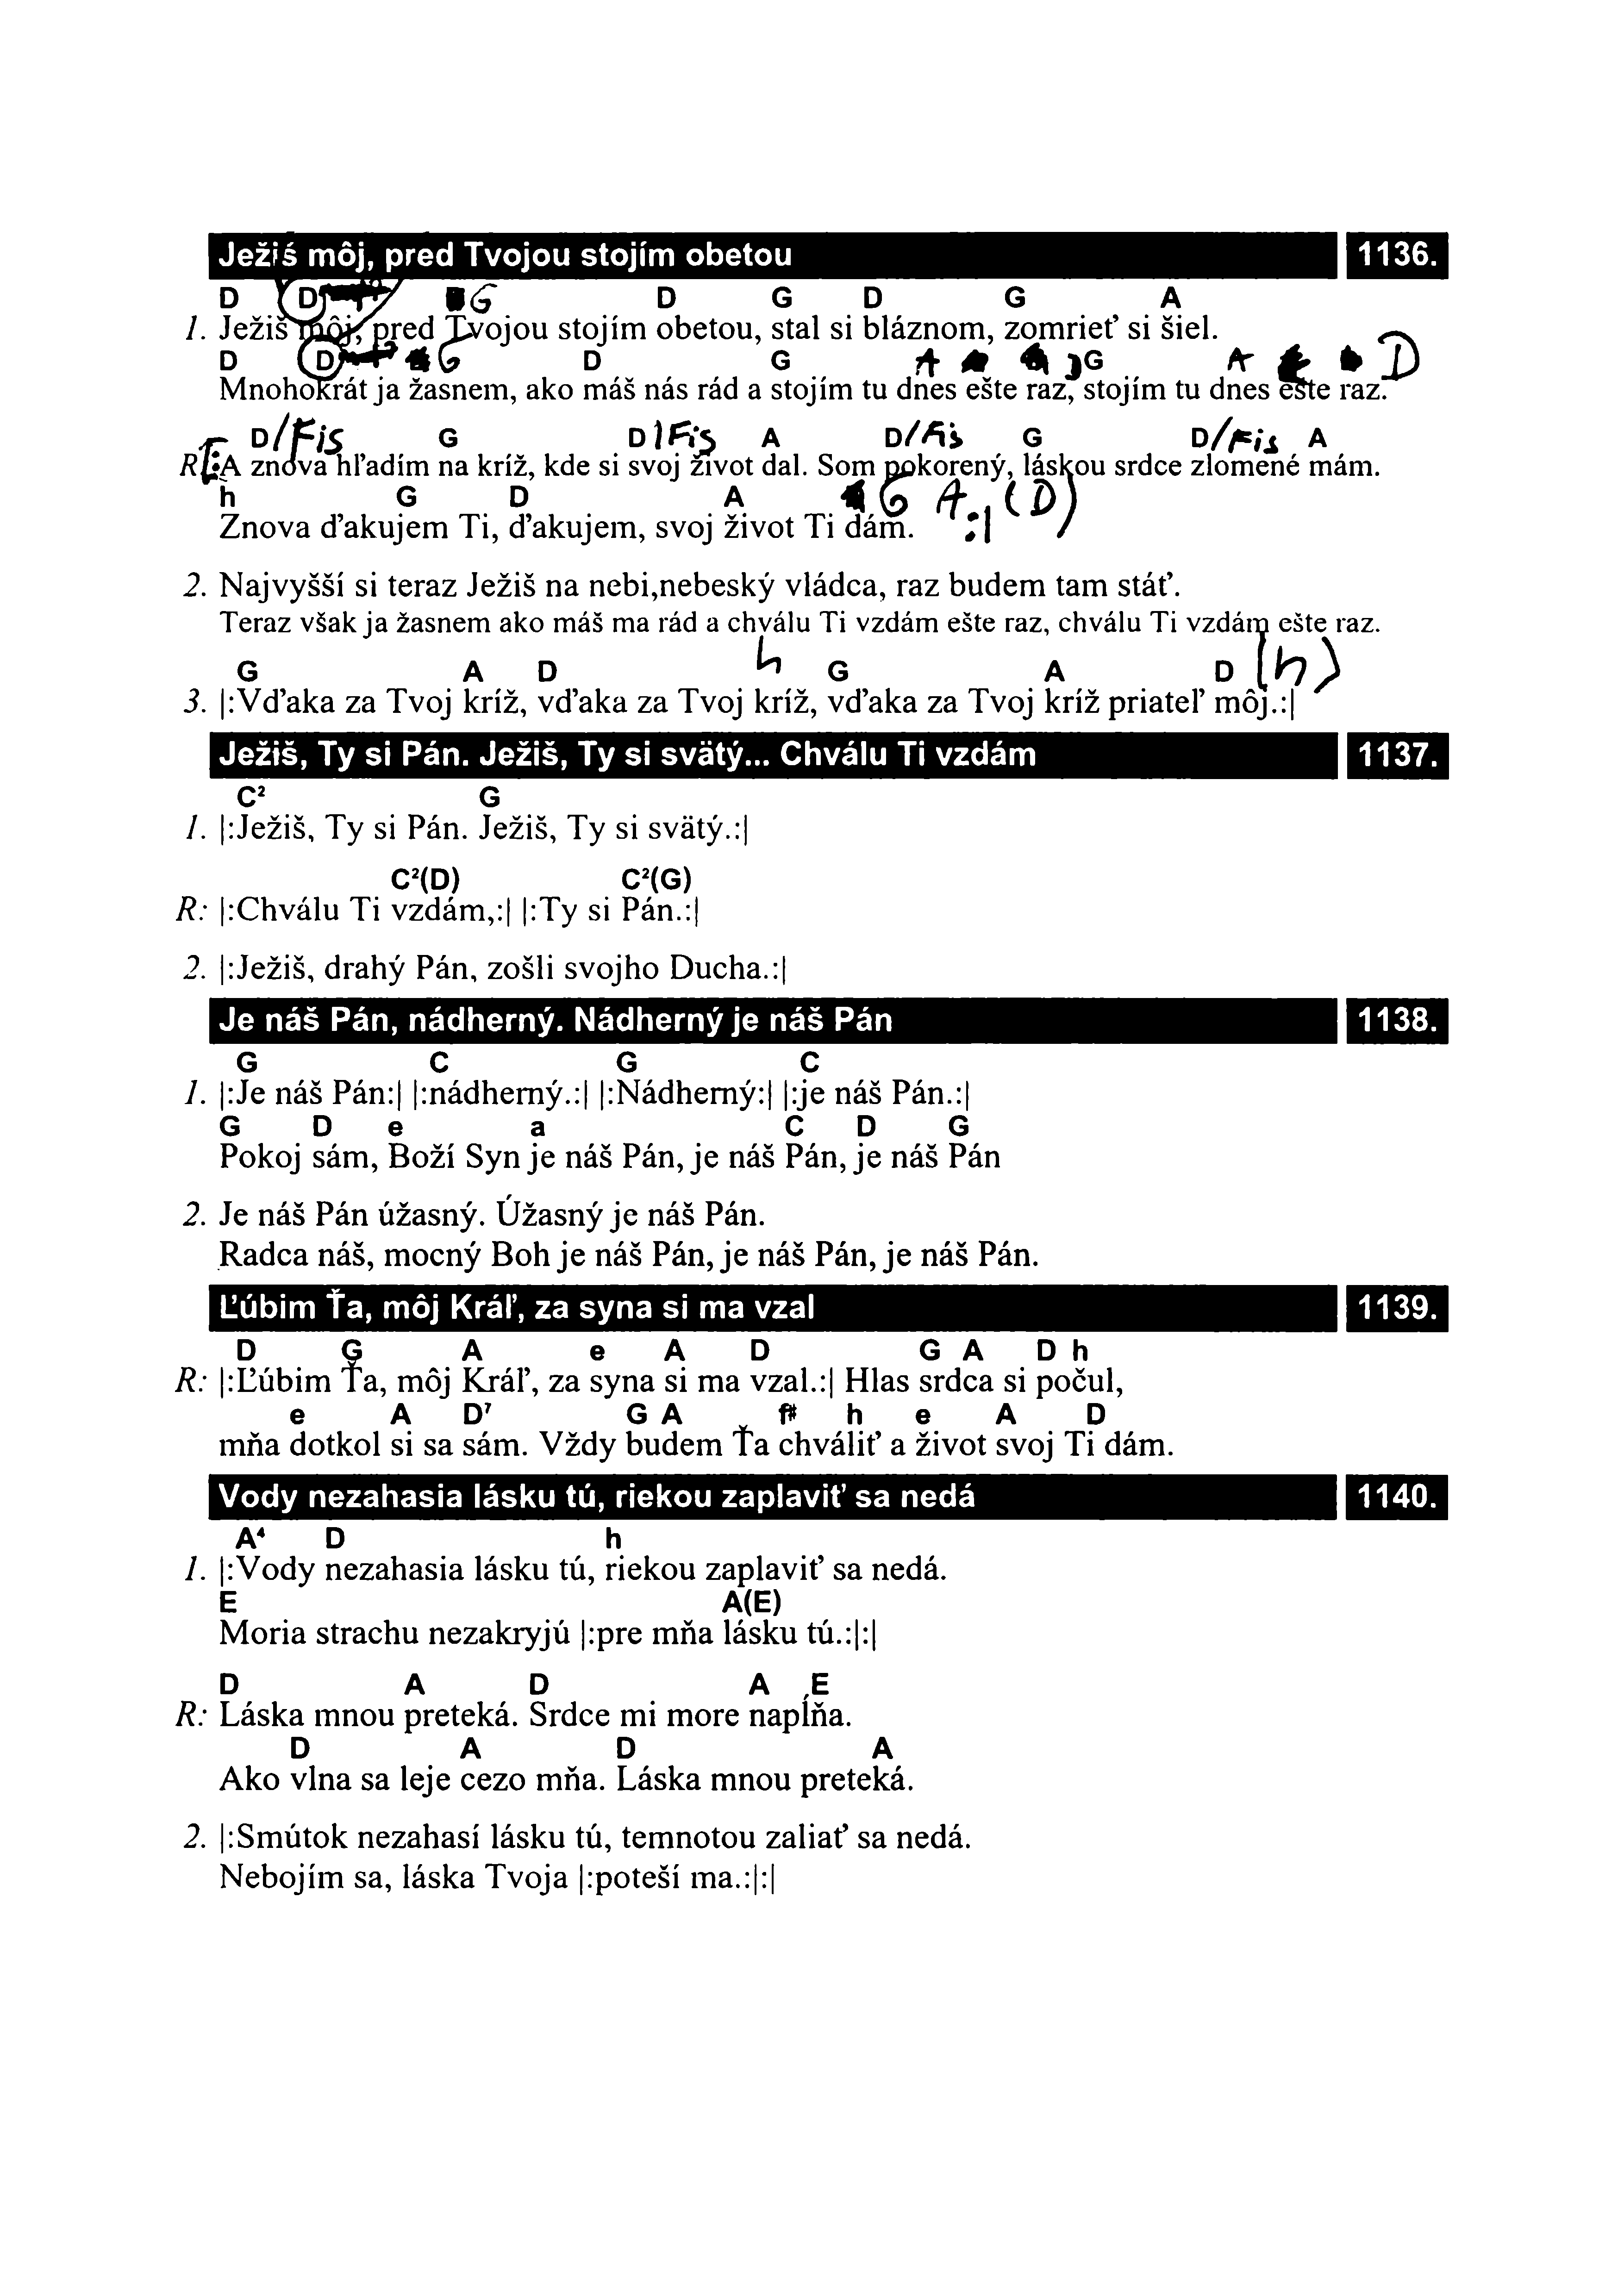 Ježiš môj, pred Tvojou stojím obetou 1136.
D D G D G D G A
1. Ježiš môj, pred Tvojou stojím obetou, stal si bláznom, zomrieť si šiel.
D D G D G A G A D
Mnohokrát ja žasnem, ako máš nás rád a stojím tu dnes ešte raz, stojím tu dnes ešte raz.
D/Fis G D/Fis A D/Fis G D/Fis A
R|:A znova hľadím na kríž, kde si svoj život dal. Som pokorený, láskou srdce zlomené mám.
h G D A G A (D)
Znova ďakujem Ti, ďakujem, svoj život Ti dám. :|
2. Najvyšší si teraz Ježiš na nebi,nebeský vládca, raz budem tam stáť.
Teraz však ja žasnem ako máš ma rád a chválu Ti vzdám ešte raz, chválu Ti vzdám ešte raz.
G A D h G A D (h)
3. |:Vďaka za Tvoj kríž, vďaka za Tvoj kríž, vďaka za Tvoj kríž priateľ môj.:|
Ježiš, Ty si Pán. Ježiš, Ty si svätý... Chválu Ti vzdám 1137.
C² G
1. |:Ježiš, Ty si Pán. Ježiš, Ty si svätý.:|
C²(D) C²(G)
R: |:Chválu Ti vzdám,:| |:Ty si Pán.:|
2. |:Ježiš, drahý Pán, zošli svojho Ducha.:|
Je náš Pán, nádherný. Nádherný je náš Pán 1138.
G C G C
1. |:Je náš Pán:| |:nádherný.:| |:Nádherný:| |:je náš Pán.:|
G D e a C D G
Pokoj sám, Boží Syn je náš Pán, je náš Pán, je náš Pán
2. Je náš Pán úžasný. Úžasný je náš Pán.
Radca náš, mocný Boh je náš Pán, je náš Pán, je náš Pán.
Ľúbim Ťa, môj Kráľ, za syna si ma vzal 1139.
D G A e A D G A D h
R: |:Ľúbim Ťa, môj Kráľ, za syna si ma vzal.:| Hlas srdca si počul,
e A D⁷ G A f# h e A D
mňa dotkol si sa sám. Vždy budem Ťa chváliť a život svoj Ti dám.
Vody nezahasia lásku tú, riekou zaplaviť sa nedá 1140.
A⁴ D h
1. |:Vody nezahasia lásku tú, riekou zaplaviť sa nedá.
E A(E)
Moria strachu nezakryjú |:pre mňa lásku tú.:|:|
D A D A E
R: Láska mnou preteká. Srdce mi more napĺňa.
D A D A
Ako vlna sa leje cezo mňa. Láska mnou preteká.
2. |:Smútok nezahasí lásku tú, temnotou zaliať sa nedá.
Nebojím sa, láska Tvoja |:poteší ma.:|:|